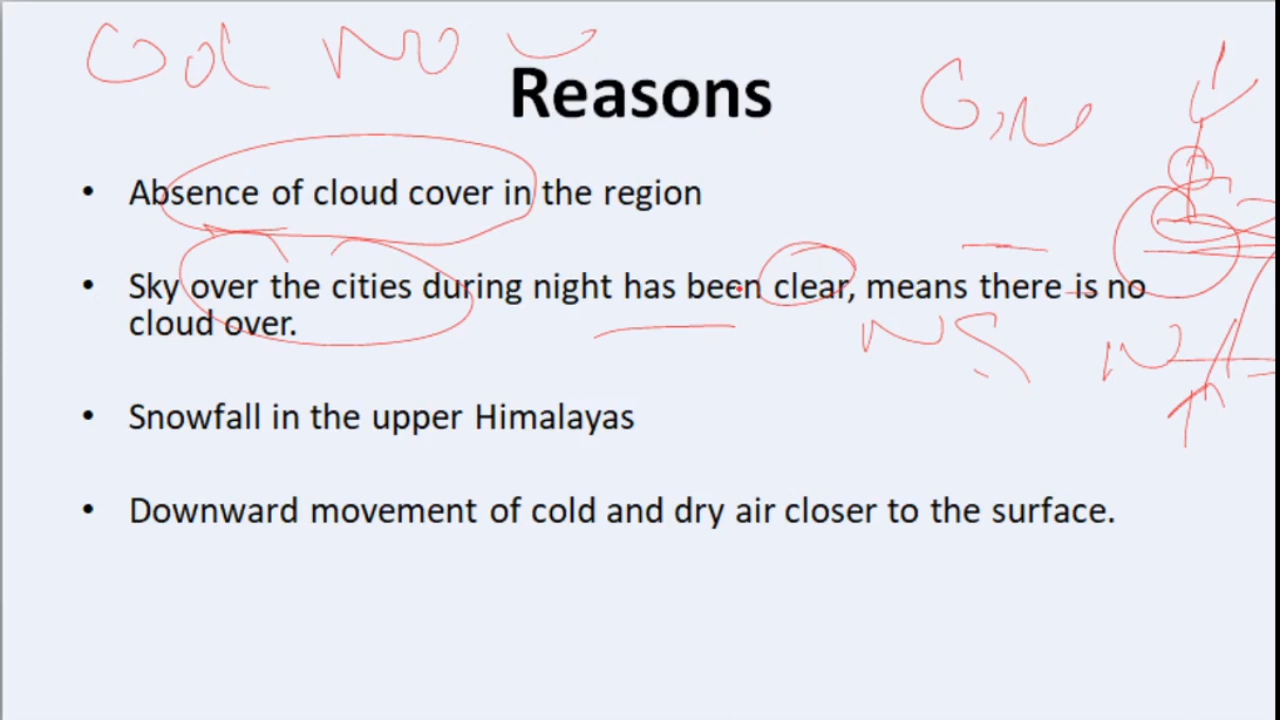 Reasons
• Absence of cloud cover in the region
• Sky over the cities during night has been clear, means there is no
cloud over.
• Snowfall in the upper Himalayas
• Downward movement of cold and dry air closer to the surface.